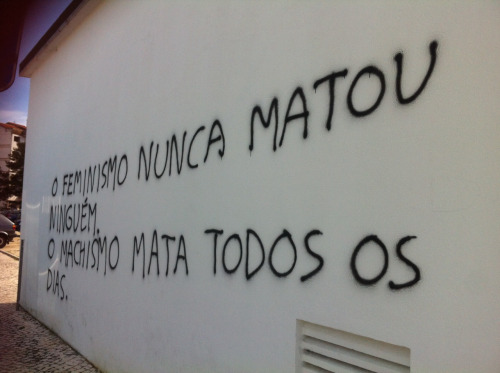 O FEMINISMO NUNCA MATOU
NINGUÉM.
O MACHISMO MATA TODOS OS
DIAS.